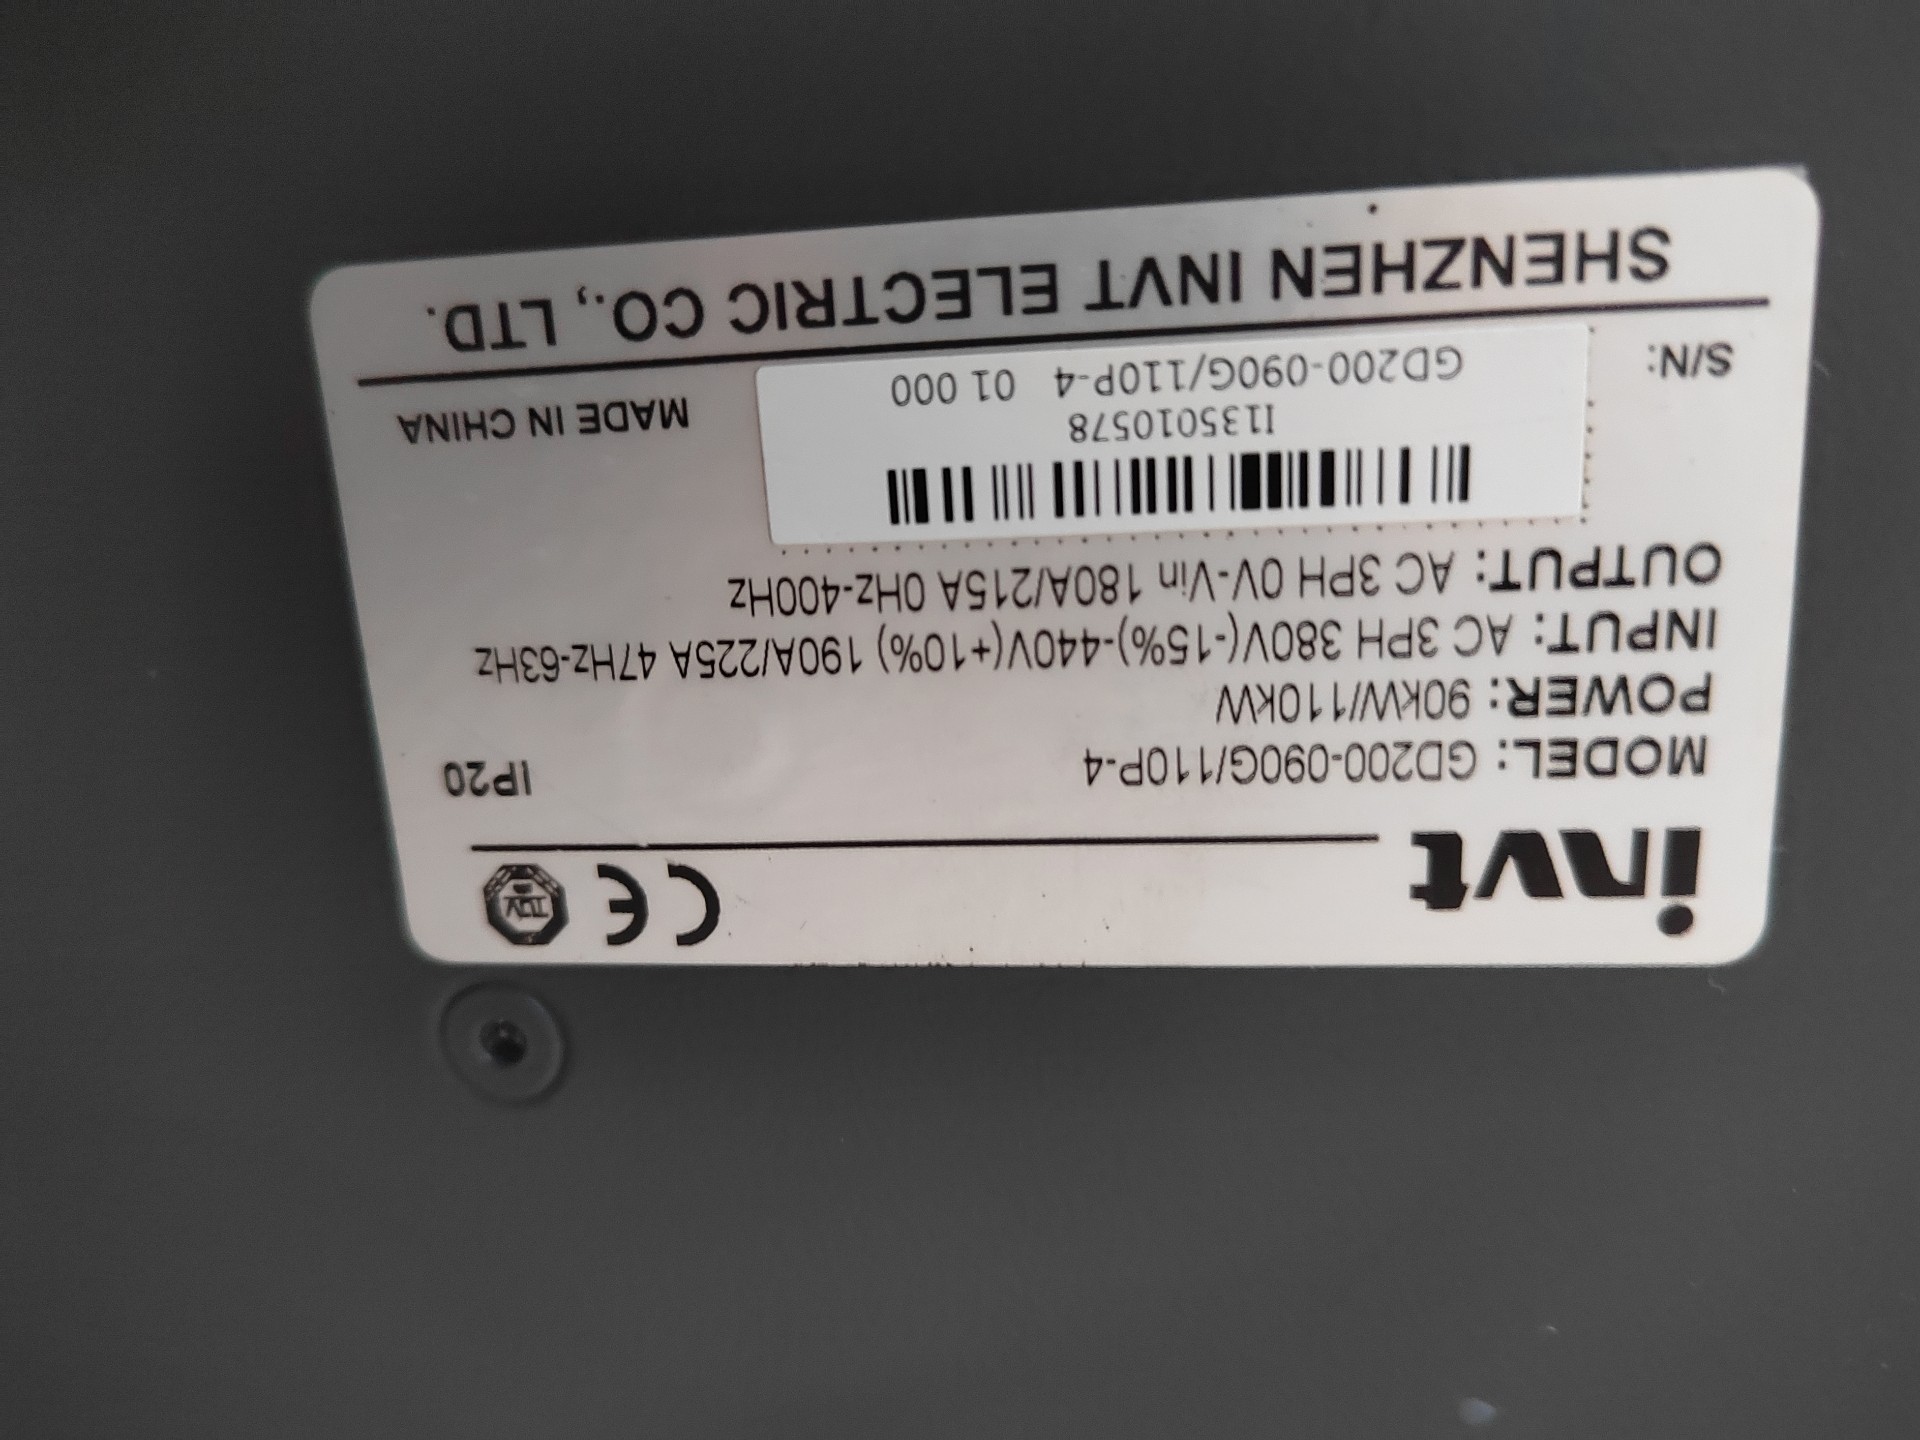 invt
CE TÜV
MODEL: GD200-090G/110P-4 IP20
POWER: 90kW/110kW
INPUT: AC 3PH 380V(-15%)-440V(+10%) 190A/225A 47Hz-63Hz
OUTPUT: AC 3PH 0V-Vin 180A/215A 0Hz-400Hz
I135010578
S/N: GD200-090G/110P-4 01 000 MADE IN CHINA
SHENZHEN INVT ELECTRIC CO., LTD.